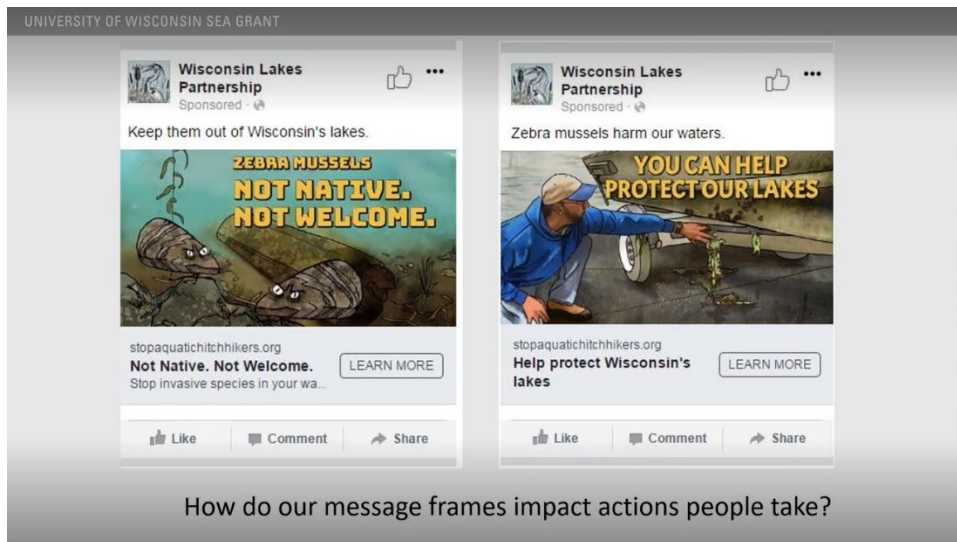 UNIVERSITY OF WISCONSIN SEA GRANT
Wisconsin Lakes
Partnership
Sponsored ·
Keep them out of Wisconsin's lakes.
ZEBRA MUSSELS
NOT NATIVE.
NOT WELCOME.
stopaquatichitchhikers.org
Not Native. Not Welcome.
Stop invasive species in your wa..
LEARN MORE
Like
Comment
Share
Wisconsin Lakes
Partnership
Sponsored ·
Zebra mussels harm our waters.
YOU CAN HELP
PROTECT OUR LAKES
stopaquatichitchhikers.org
Help protect Wisconsin's
lakes
LEARN MORE
Like
Comment
Share
How do our message frames impact actions people take?